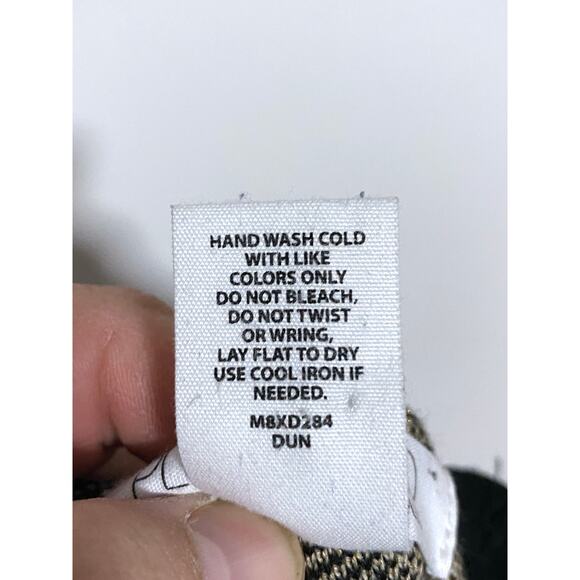 HAND WASH COLD
WITH LIKE
COLORS ONLY
DO NOT BLEACH,
DO NOT TWIST
OR WRING,
LAY FLAT TO DRY
USE COOL IRON IF
NEEDED.
M8XD284
DUN